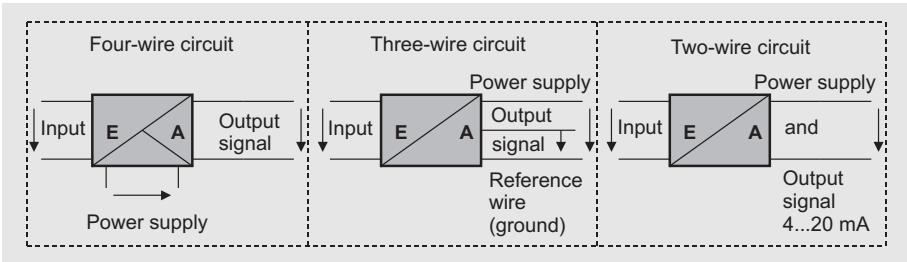 Four-wire circuit
Input
E
A
Output
signal
Power supply
Three-wire circuit
Power supply
Input
E
A
Output
signal
Reference
wire
(ground)
Two-wire circuit
Power supply
Input
E
A
and
Output
signal
4...20 mA